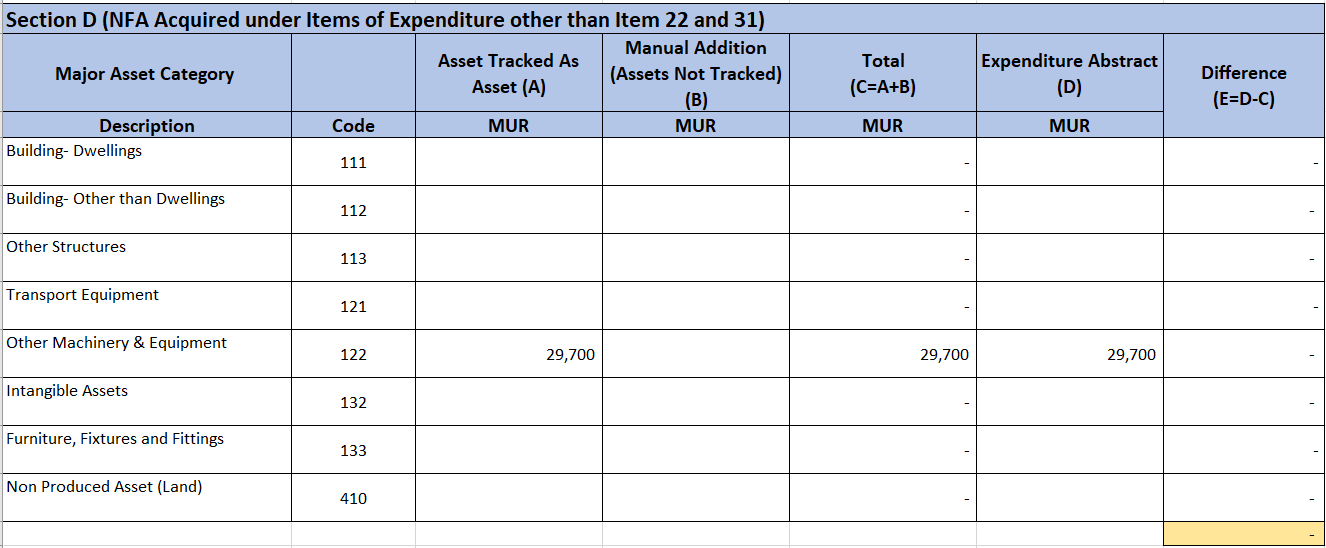 Section D (NFA Acquired under Items of Expenditure other than Item 22 and 31)
Major Asset Category
Asset Tracked As
Asset (A)
Manual Addition
(Assets Not Tracked)
(B)
Total
(C=A+B)
Expenditure Abstract
(D)
Difference
(E=D-C)
Description Code MUR MUR MUR MUR
Building- Dwellings 111 - -
Building- Other than Dwellings 112 - -
Other Structures 113 - -
Transport Equipment 121 - -
Other Machinery & Equipment 122 29,700 29,700 29,700 -
Intangible Assets 132 - -
Furniture, Fixtures and Fittings 133 - -
Non Produced Asset (Land) 410 - -
-